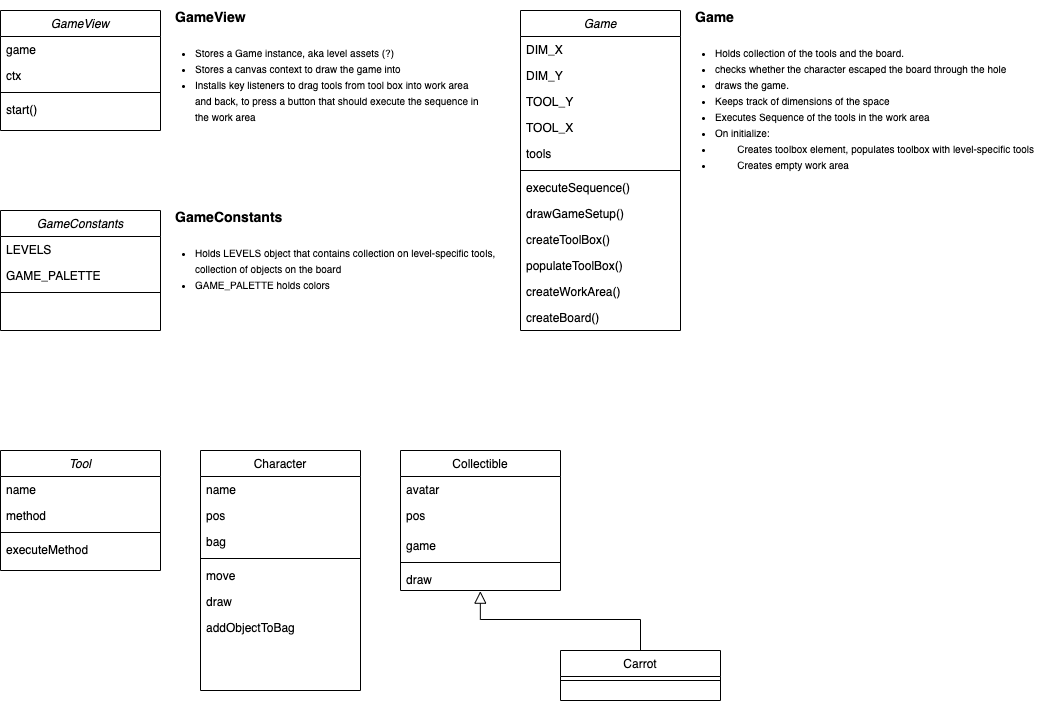 GameView
game
ctx
start()
GameView
Stores a Game instance, aka level assets (?)
Stores a canvas context to draw the game into
Installs key listeners to drag tools from tool box into work area
and back, to press a button that should execute the sequence in
the work area
Game
DIM_X
DIM_Y
TOOL_Y
TOOL_X
tools
executeSequence()
drawGameSetup()
createToolBox()
populateToolBox()
createWorkArea()
createBoard()
Game
Holds collection of the tools and the board.
checks whether the character escaped the board through the hole
draws the game.
Keeps track of dimensions of the space
Executes Sequence of the tools in the work area
On initialize:
Creates toolbox element, populates toolbox with level-specific tools
Creates empty work area
GameConstants
LEVELS
GAME_PALETTE
GameConstants
Holds LEVELS object that contains collection on level-specific tools,
collection of objects on the board
GAME_PALETTE holds colors
Tool
name
method
executeMethod
Character
name
pos
bag
move
draw
addObjectToBag
Collectible
avatar
pos
game
draw
Carrot